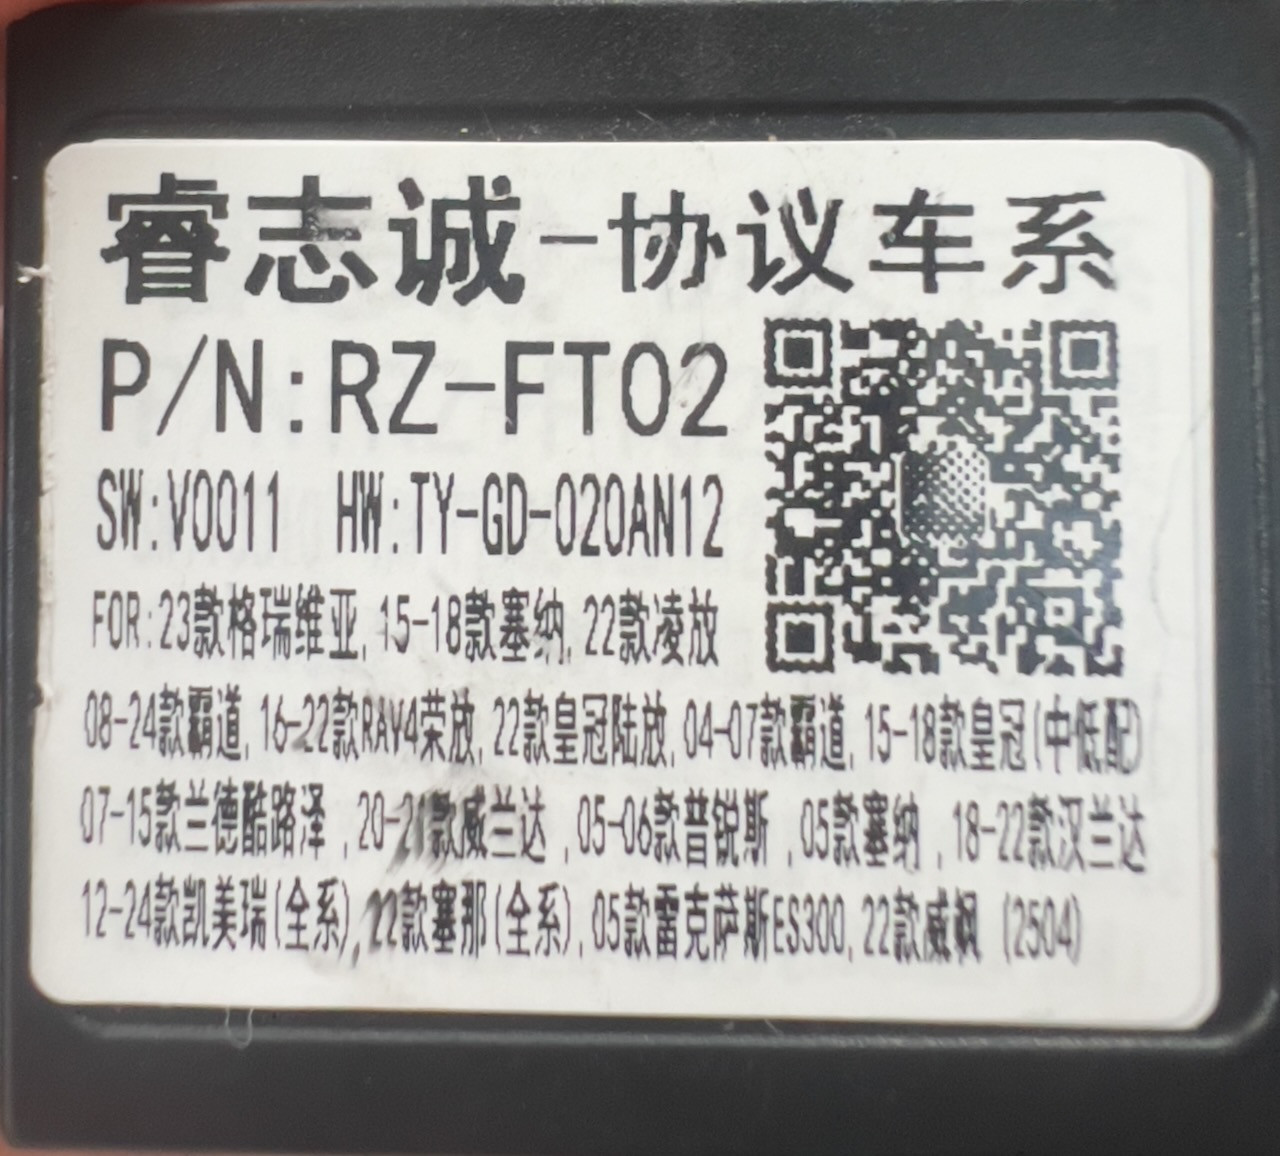 睿志诚-协议车系
P/N:RZ-FT02
SW:V0011 HW:TY-GD-020AN12
FOR:23款格瑞维亚,15-18款塞纳,22款凌放
08-24款霸道,16-22款RAV4荣放,22款皇冠陆放,04-07款霸道,15-18款皇冠(中低配)
07-15款兰德酷路泽,20-21款威兰达,05-06款普锐斯,05款塞纳,18-22款汉兰达
12-24款凯美瑞(全系),22款塞那(全系),05款雷克萨斯ES300,22款威飒 (2504)